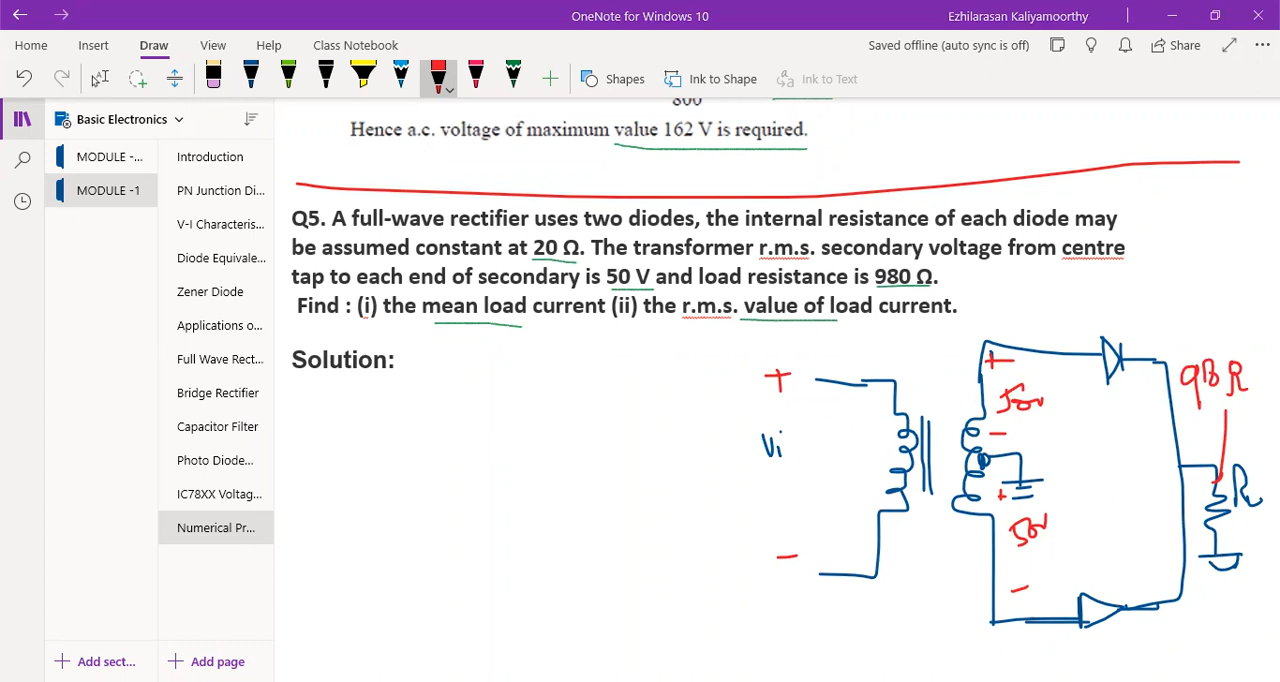 OneNote for Windows 10
Ezhilarasan Kaliyamoorthy
Home Insert Draw View Help Class Notebook
Saved offline (auto sync is off) Share
Shapes Ink to Shape Ink to Text
Basic Electronics
MODULE -...
MODULE -1
Introduction
PN Junction Di...
V-I Characteris...
Diode Equivale...
Zener Diode
Applications o...
Full Wave Rect...
Bridge Rectifier
Capacitor Filter
Photo Diode...
IC78XX Voltag...
Numerical Pr...
Add sect...
Add page
800
Hence a.c. voltage of maximum value 162 V is required.
Q5. A full-wave rectifier uses two diodes, the internal resistance of each diode may
be assumed constant at 20 Ω. The transformer r.m.s. secondary voltage from centre
tap to each end of secondary is 50 V and load resistance is 980 Ω.
Find : (i) the mean load current (ii) the r.m.s. value of load current.
Solution:
+
Vi
−
+
50V
−
+
50V
−
RL